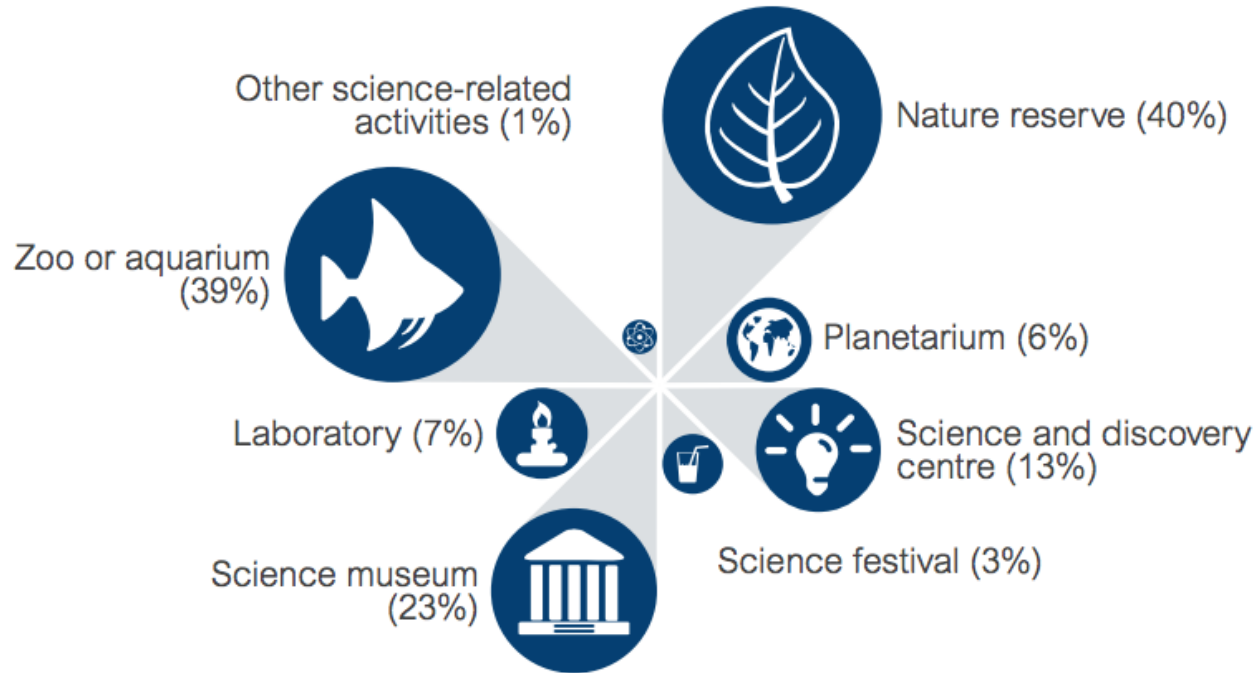 Other science-related
activities (1%)
Nature reserve (40%)
Zoo or aquarium
(39%)
Planetarium (6%)
Laboratory (7%)
Science and discovery
centre (13%)
Science museum
(23%)
Science festival (3%)